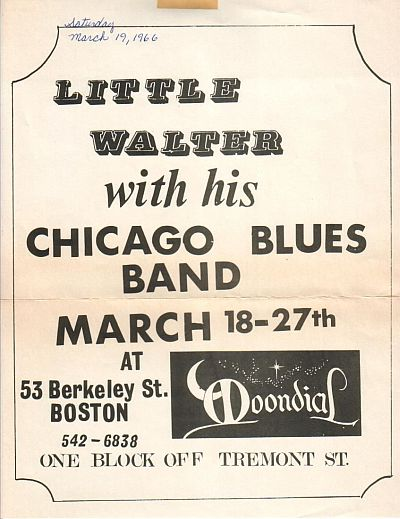 Saturday
March 19, 1966
LITTLE
WALTER
with his
CHICAGO BLUES
BAND
MARCH 18-27th
AT
53 Berkeley St.
BOSTON
542-6838
Moondial
ONE BLOCK OFF TREMONT ST.